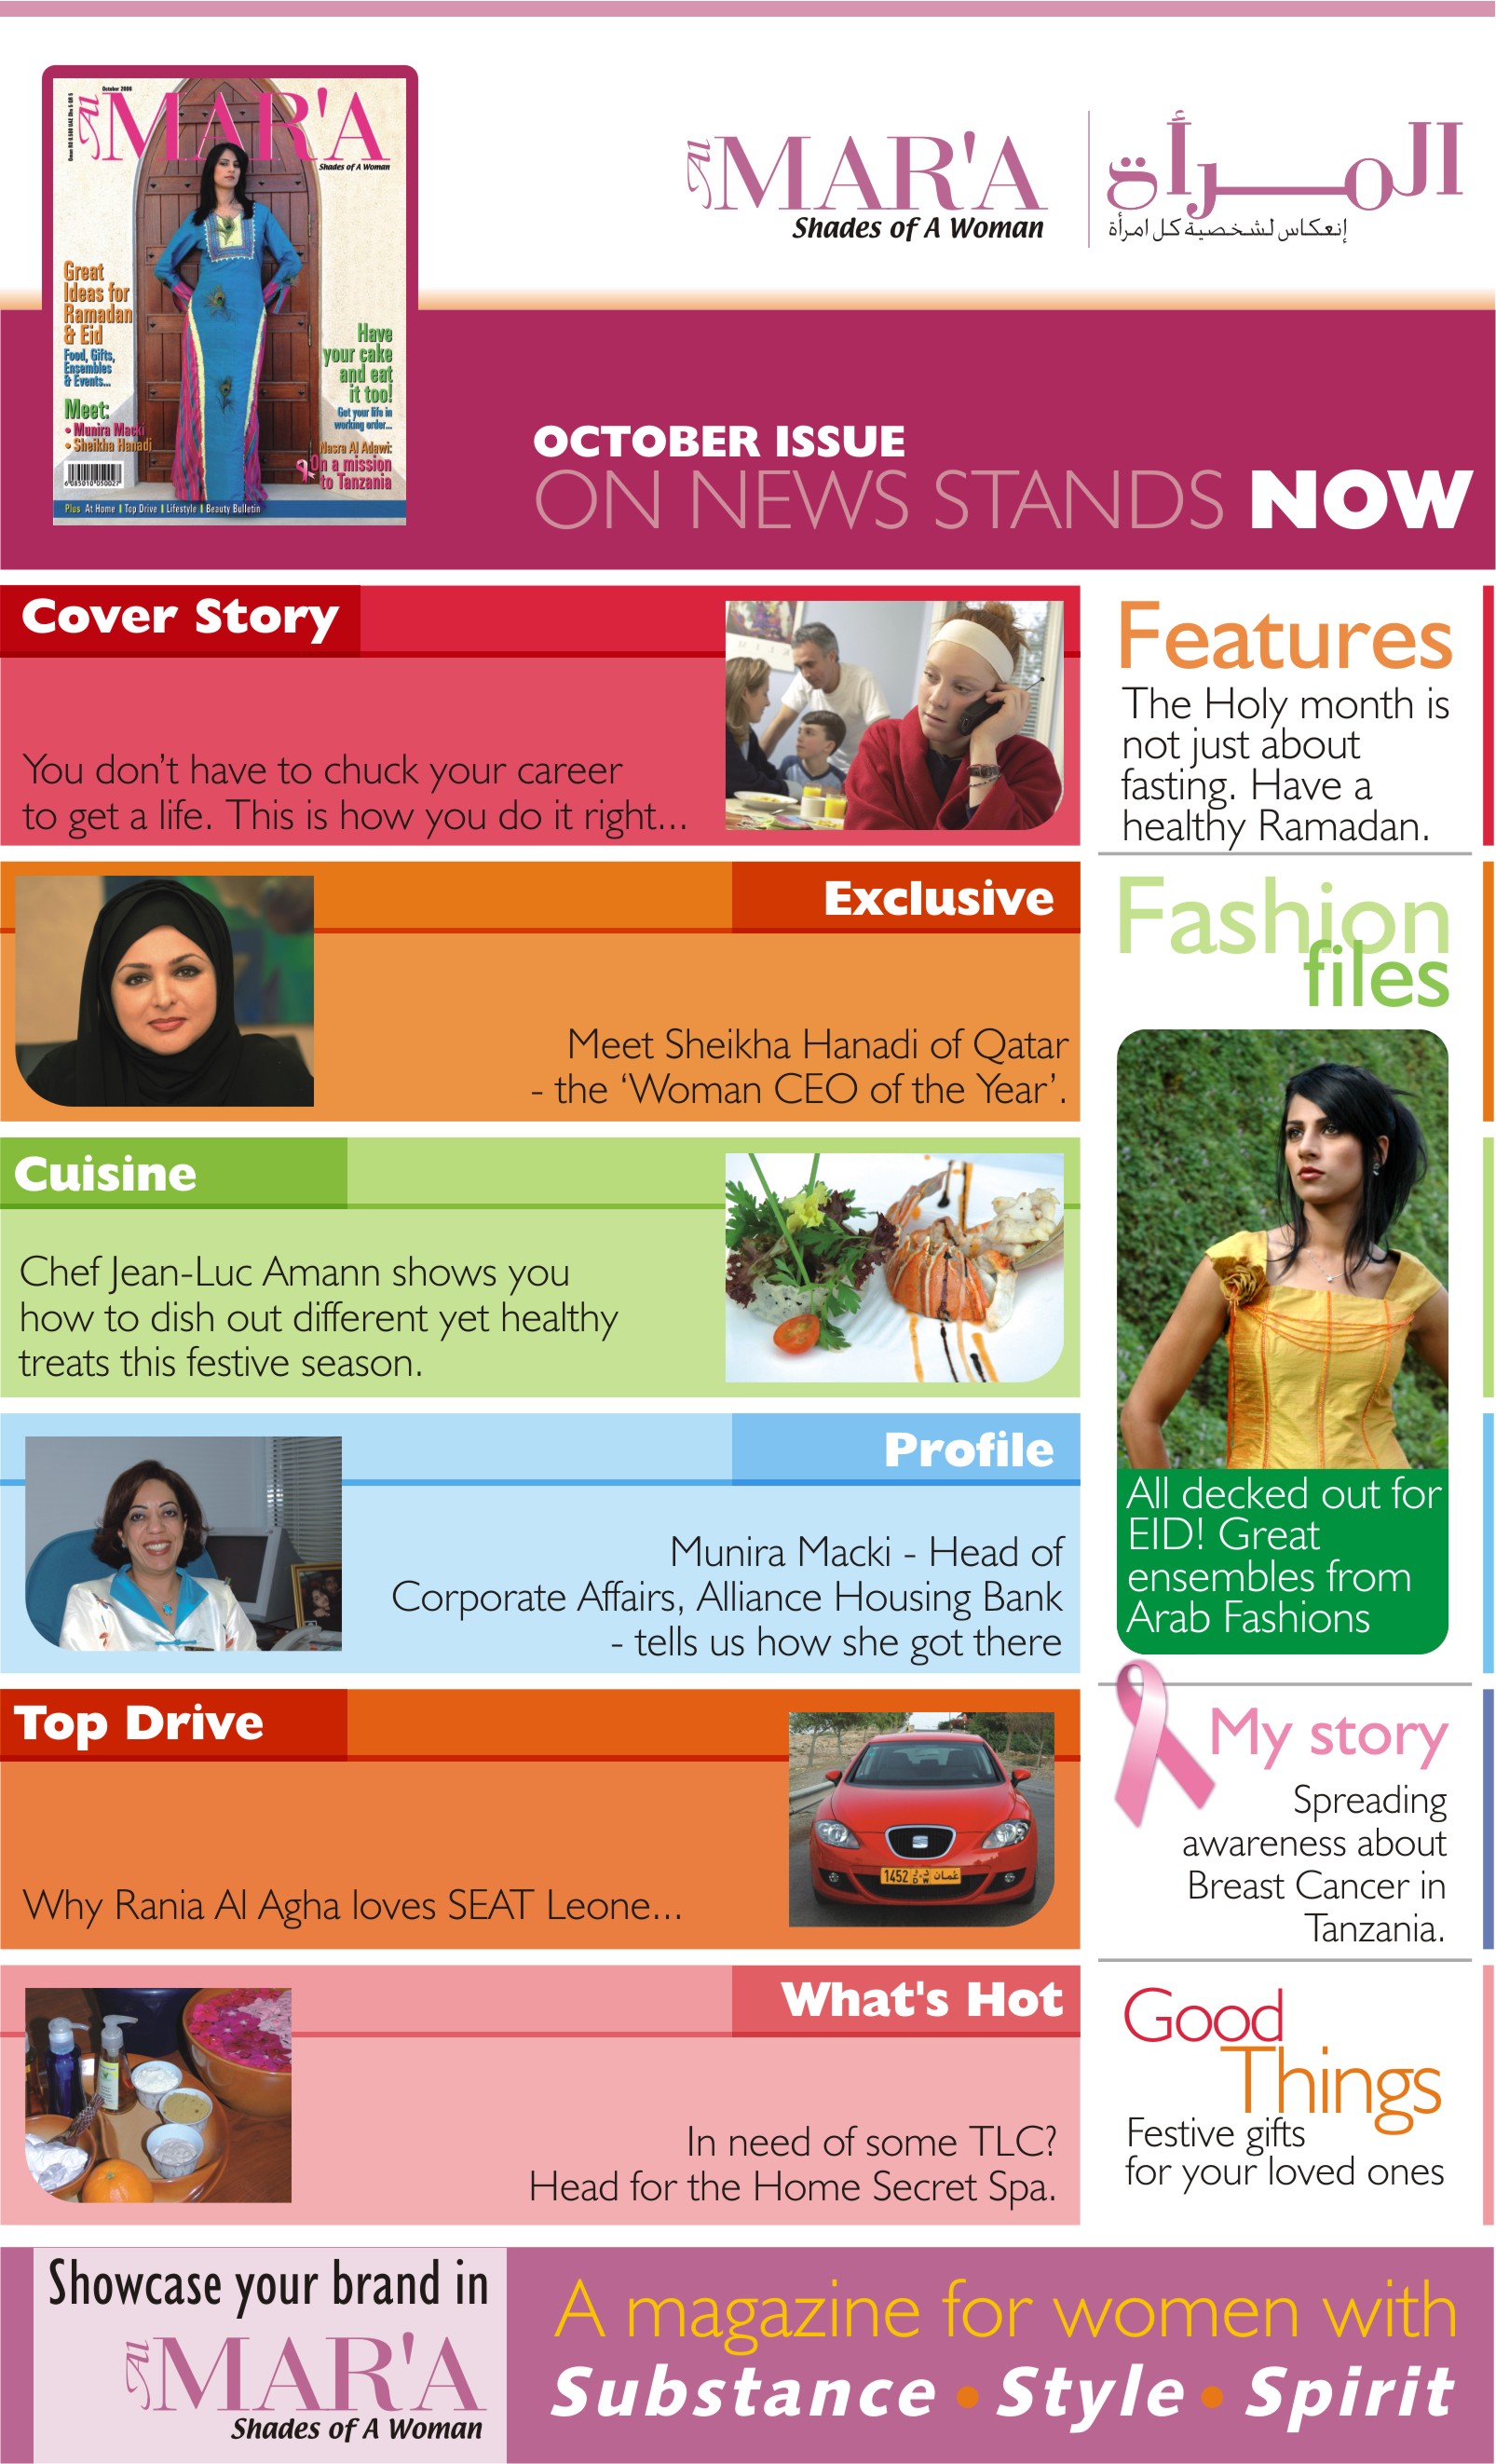 October 2006
Al MAR'A
Shades of A Woman
Great
Ideas for
Ramadan
& Eid
Food, Gifts,
Ensembles
& Events...
Meet:
• Munira Macki
• Sheikha Hanadi
Have
your cake
and eat
it too!
Get your life in
working order...
Nasra Al Adawi:
On a mission
to Tanzania
Plus At Home | Top Drive | Lifestyle | Beauty Bulletin
Al MAR'A
Shades of A Woman
المرأة
إنعكاس لشخصية كل امرأة
OCTOBER ISSUE
ON NEWS STANDS NOW
Cover Story
You don't have to chuck your career
to get a life. This is how you do it right...
Exclusive
Meet Sheikha Hanadi of Qatar
- the ‘Woman CEO of the Year’.
Cuisine
Chef Jean-Luc Amann shows you
how to dish out different yet healthy
treats this festive season.
Profile
Munira Macki - Head of
Corporate Affairs, Alliance Housing Bank
- tells us how she got there
Top Drive
Why Rania Al Agha loves SEAT Leone...
1452 عمان
What's Hot
In need of some TLC?
Head for the Home Secret Spa.
Features
The Holy month is
not just about
fasting. Have a
healthy Ramadan.
Fashion
files
All decked out for
EID! Great
ensembles from
Arab Fashions
My story
Spreading
awareness about
Breast Cancer in
Tanzania.
Good
Things
Festive gifts
for your loved ones
Showcase your brand in
Al MAR'A
Shades of A Woman
A magazine for women with
Substance • Style • Spirit